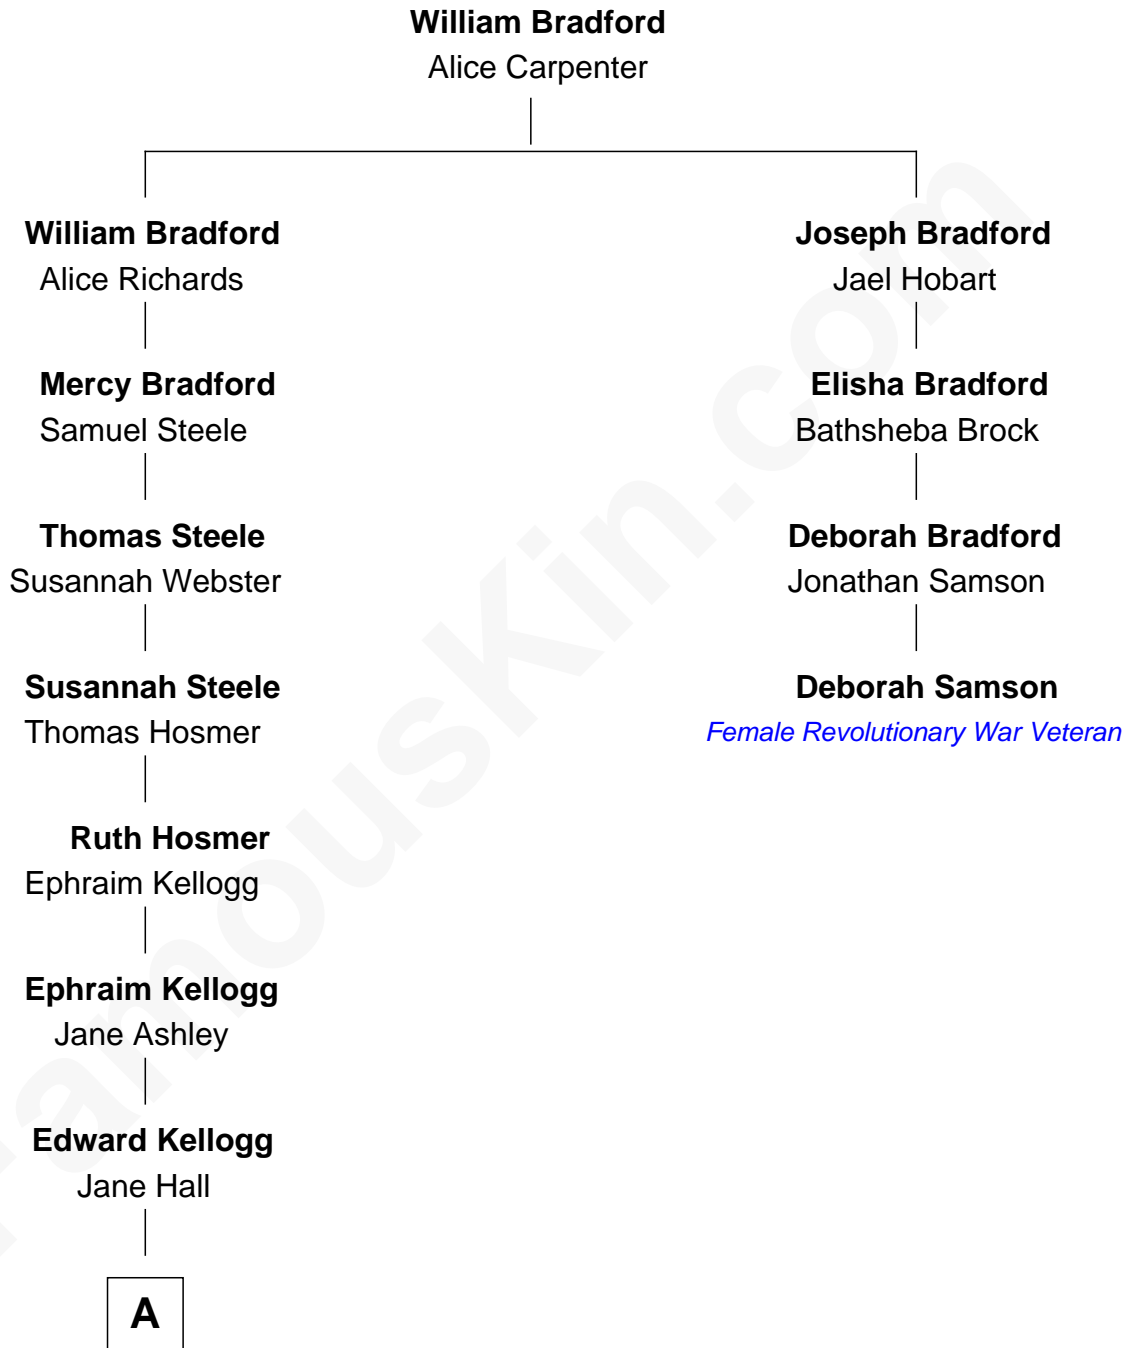 William Bradford
Alice Carpenter
William Bradford
Alice Richards
Joseph Bradford
Jael Hobart
Mercy Bradford
Samuel Steele
Elisha Bradford
Bathsheba Brock
Thomas Steele
Susannah Webster
Deborah Bradford
Jonathan Samson
Susannah Steele
Thomas Hosmer
Deborah Samson
Female Revolutionary War Veteran
Ruth Hosmer
Ephraim Kellogg
Ephraim Kellogg
Jane Ashley
Edward Kellogg
Jane Hall
A
FamousKin.com